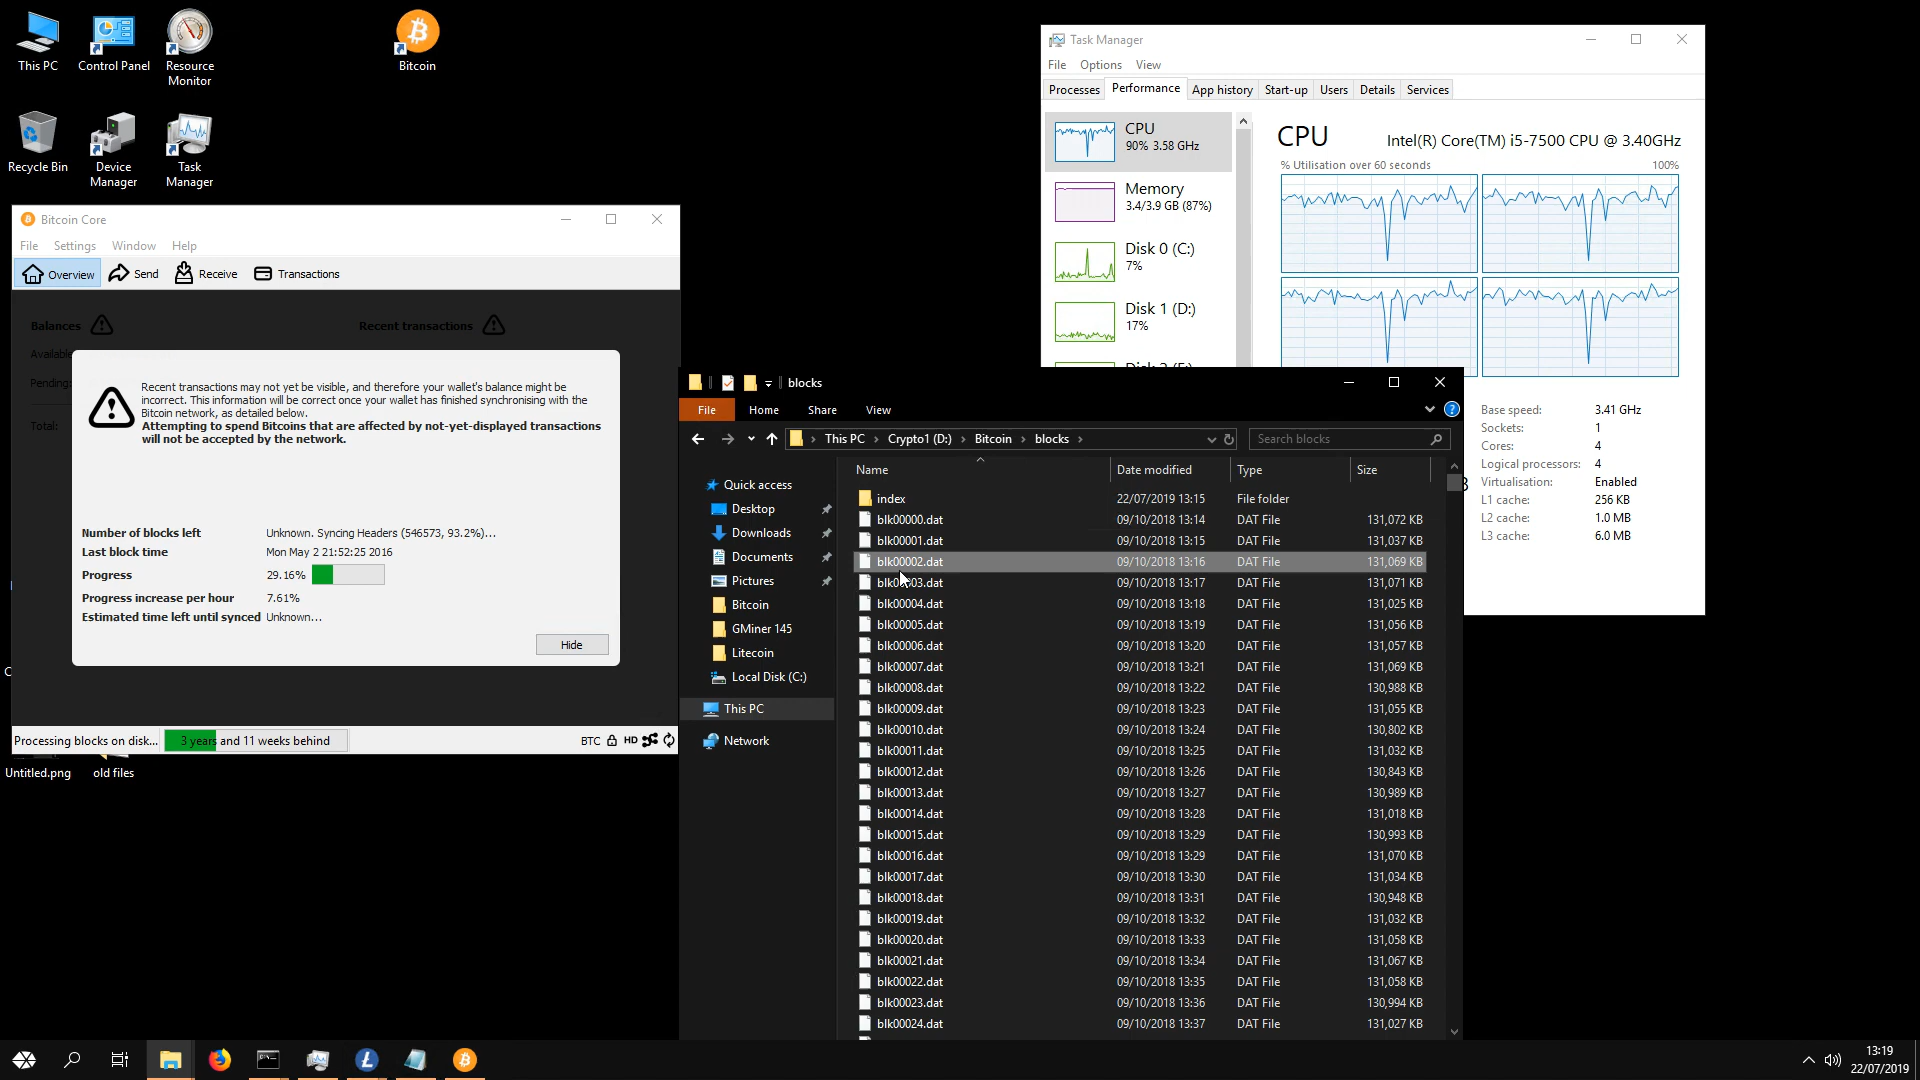 This PC
Control Panel
Resource
Monitor
Bitcoin
Recycle Bin
Device
Manager
Task
Manager
Bitcoin Core
File Settings Window Help
Overview Send Receive Transactions
Balances Recent transactions
Available
Pending:
Total:
Recent transactions may not yet be visible, and therefore your wallet's balance might be
incorrect. This information will be correct once your wallet has finished synchronising with the
Bitcoin network, as detailed below.
Attempting to spend Bitcoins that are affected by not-yet-displayed transactions
will not be accepted by the network.
Number of blocks left Unknown. Syncing Headers (546573, 93.2%)...
Last block time Mon May 2 21:52:25 2016
Progress 29.16%
Progress increase per hour 7.61%
Estimated time left until synced Unknown...
Hide
Processing blocks on disk... 3 years and 11 weeks behind BTC HD
Untitled.png old files
Task Manager
File Options View
Processes Performance App history Start-up Users Details Services
CPU
90% 3.58 GHz
Memory
3.4/3.9 GB (87%)
Disk 0 (C:)
7%
Disk 1 (D:)
17%
CPU Intel(R) Core(TM) i5-7500 CPU @ 3.40GHz
% Utilisation over 60 seconds 100%
Base speed: 3.41 GHz
Sockets: 1
Cores: 4
Logical processors: 4
Virtualisation: Enabled
L1 cache: 256 KB
L2 cache: 1.0 MB
L3 cache: 6.0 MB
blocks
File Home Share View
This PC > Crypto1 (D:) > Bitcoin > blocks > Search blocks
Quick access
Desktop
Downloads
Documents
Pictures
Bitcoin
GMiner 145
Litecoin
Local Disk (C:)
This PC
Network
Name Date modified Type Size
index 22/07/2019 13:15 File folder
blk00000.dat 09/10/2018 13:14 DAT File 131,072 KB
blk00001.dat 09/10/2018 13:15 DAT File 131,037 KB
blk00002.dat 09/10/2018 13:16 DAT File 131,069 KB
blk00003.dat 09/10/2018 13:17 DAT File 131,071 KB
blk00004.dat 09/10/2018 13:18 DAT File 131,025 KB
blk00005.dat 09/10/2018 13:19 DAT File 131,056 KB
blk00006.dat 09/10/2018 13:20 DAT File 131,057 KB
blk00007.dat 09/10/2018 13:21 DAT File 131,069 KB
blk00008.dat 09/10/2018 13:22 DAT File 130,988 KB
blk00009.dat 09/10/2018 13:23 DAT File 131,055 KB
blk00010.dat 09/10/2018 13:24 DAT File 130,802 KB
blk00011.dat 09/10/2018 13:25 DAT File 131,032 KB
blk00012.dat 09/10/2018 13:26 DAT File 130,843 KB
blk00013.dat 09/10/2018 13:27 DAT File 130,989 KB
blk00014.dat 09/10/2018 13:28 DAT File 131,018 KB
blk00015.dat 09/10/2018 13:29 DAT File 130,993 KB
blk00016.dat 09/10/2018 13:29 DAT File 131,070 KB
blk00017.dat 09/10/2018 13:30 DAT File 131,034 KB
blk00018.dat 09/10/2018 13:31 DAT File 130,948 KB
blk00019.dat 09/10/2018 13:32 DAT File 131,032 KB
blk00020.dat 09/10/2018 13:33 DAT File 131,058 KB
blk00021.dat 09/10/2018 13:34 DAT File 131,067 KB
blk00022.dat 09/10/2018 13:35 DAT File 131,058 KB
blk00023.dat 09/10/2018 13:36 DAT File 130,994 KB
blk00024.dat 09/10/2018 13:37 DAT File 131,027 KB
13:19
22/07/2019